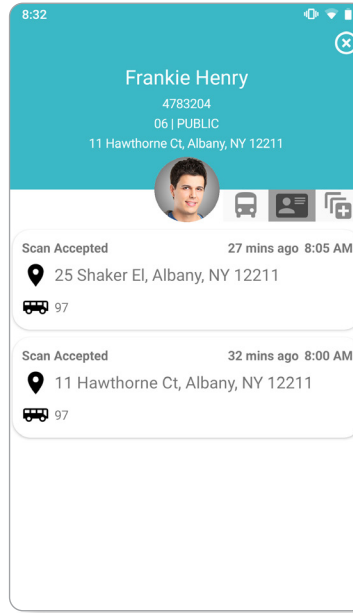 8:32
Frankie Henry
4783204
06 | PUBLIC
11 Hawthorne Ct, Albany, NY 12211
Scan Accepted 27 mins ago 8:05 AM
25 Shaker El, Albany, NY 12211
97
Scan Accepted 32 mins ago 8:00 AM
11 Hawthorne Ct, Albany, NY 12211
97